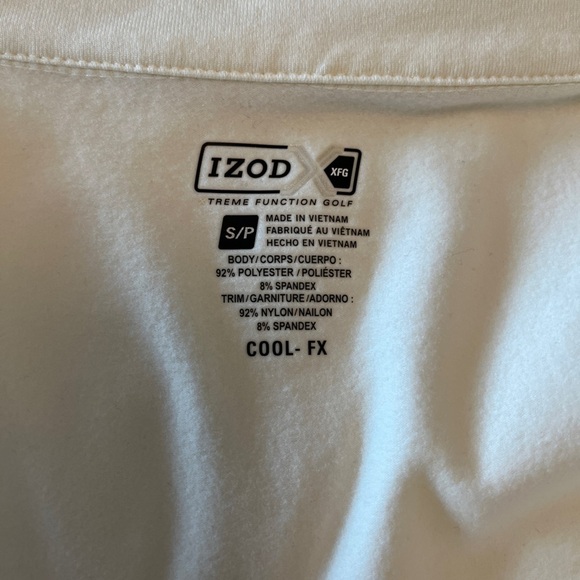 IZOD X XFG
TREME FUNCTION GOLF
S/P
MADE IN VIETNAM
FABRIQUÉ AU VIÊTNAM
HECHO EN VIETNAM
BODY/CORPS/CUERPO :
92% POLYESTER/POLIÉSTER
8% SPANDEX
TRIM/GARNITURE/ADORNO :
92% NYLON/NAILON
8% SPANDEX
COOL- FX